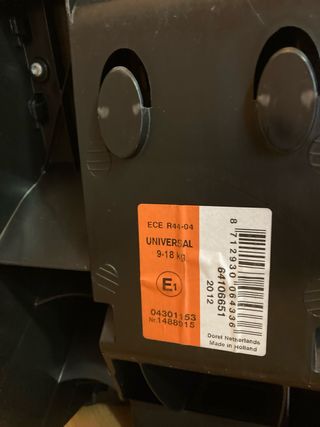 ECE R44-04
UNIVERSAL
9-18 kg
E1
04301153
Nr. 1488915
8 712930 064336
64106651
2012
Dorel Netherlands
Made in Holland